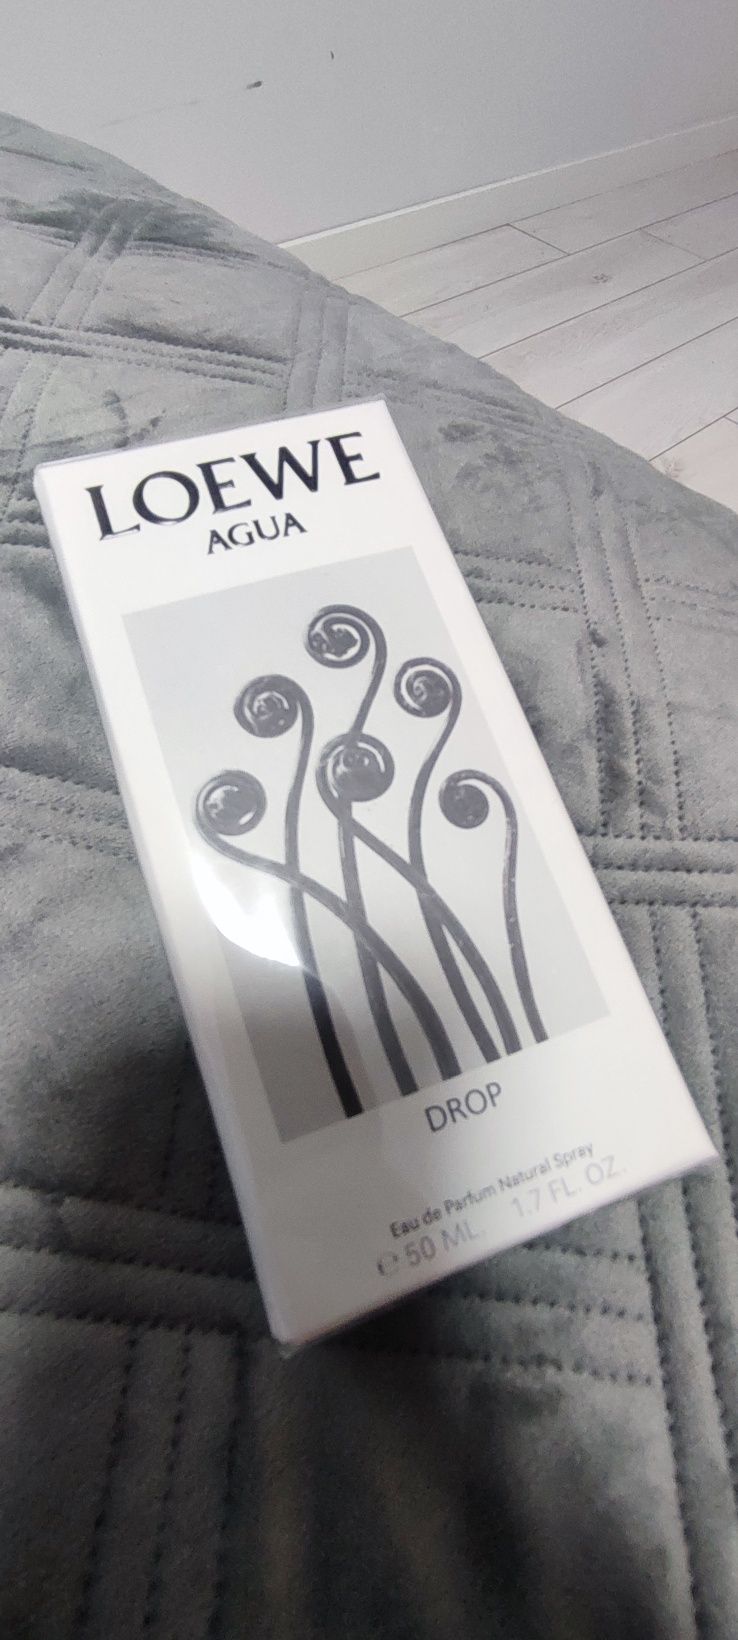 LOEWE
AGUA
DROP
Eau de Parfum Natural Spray
℮ 50 ML. 1.7 FL. OZ.